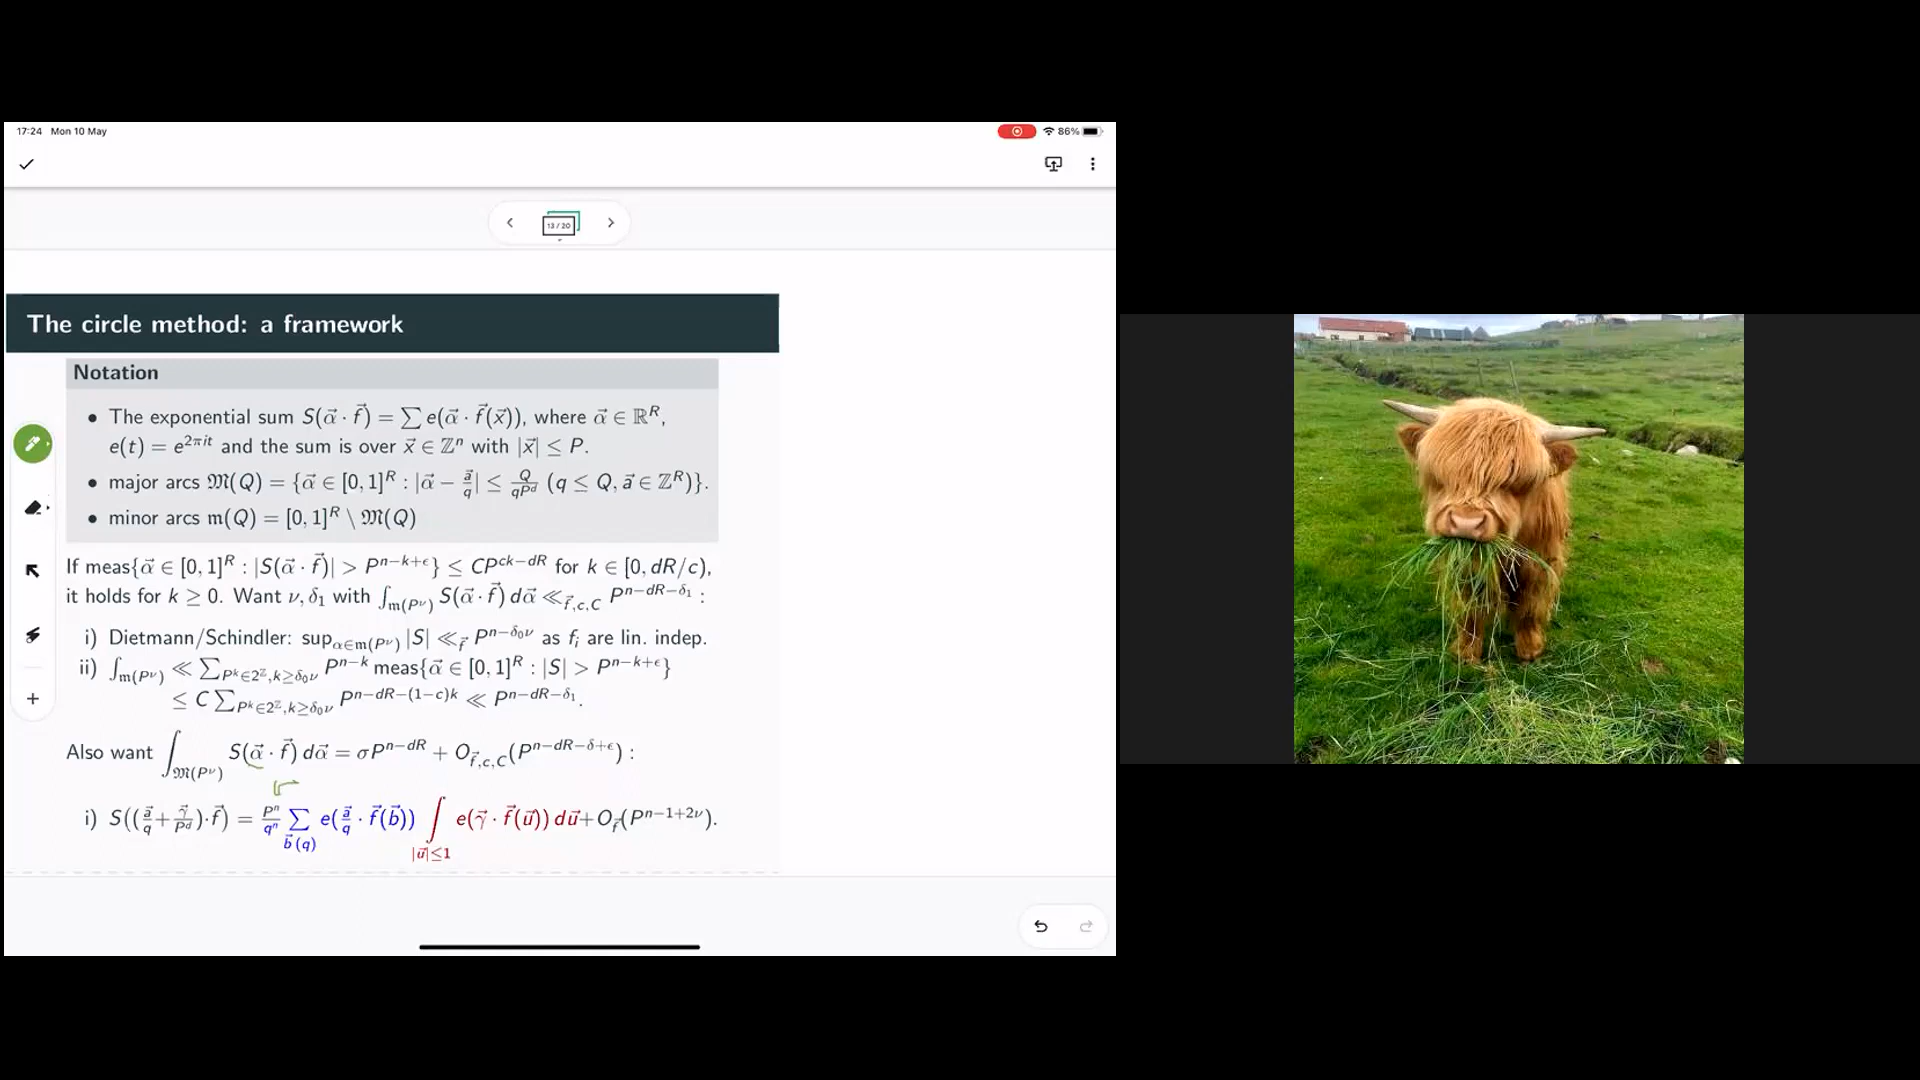 17:24 Mon 10 May
86%
13 / 20
The circle method: a framework
Notation
• The exponential sum S(α⃗ · f⃗) = ∑ e(α⃗ · f⃗(x⃗)), where α⃗ ∈ ℝ^R,
e(t) = e^{2πit} and the sum is over x⃗ ∈ ℤⁿ with |x⃗| ≤ P.
• major arcs 𝔐(Q) = {α⃗ ∈ [0, 1]^R : |α⃗ − a⃗/q| ≤ Q/(qP^d) (q ≤ Q, a⃗ ∈ ℤ^R)}.
• minor arcs 𝔪(Q) = [0, 1]^R \ 𝔐(Q)
If meas{α⃗ ∈ [0, 1]^R : |S(α⃗ · f⃗)| > P^{n−k+ϵ}} ≤ CP^{ck−dR} for k ∈ [0, dR/c),
it holds for k ≥ 0. Want ν, δ₁ with ∫_{𝔪(P^ν)} S(α⃗ · f⃗) dα⃗ ≪_{f⃗,c,C} P^{n−dR−δ₁} :
i) Dietmann/Schindler: sup_{α∈𝔪(P^ν)} |S| ≪_{f⃗} P^{n−δ₀ν} as f_i are lin. indep.
ii) ∫_{𝔪(P^ν)} ≪ ∑_{P^k∈2^ℤ, k≥δ₀ν} P^{n−k} meas{α⃗ ∈ [0, 1]^R : |S| > P^{n−k+ϵ}}
≤ C ∑_{P^k∈2^ℤ, k≥δ₀ν} P^{n−dR−(1−c)k} ≪ P^{n−dR−δ₁}.
Also want ∫_{𝔐(P^ν)} S(α⃗ · f⃗) dα⃗ = σP^{n−dR} + O_{f⃗,c,C}(P^{n−dR−δ+ϵ}) :
i) S((a⃗/q + γ⃗/P^d) · f⃗) = Pⁿ/qⁿ ∑_{b⃗ (q)} e(a⃗/q · f⃗(b⃗)) ∫_{|u⃗|≤1} e(γ⃗ · f⃗(u⃗)) du⃗ + O_{f⃗}(P^{n−1+2ν}).